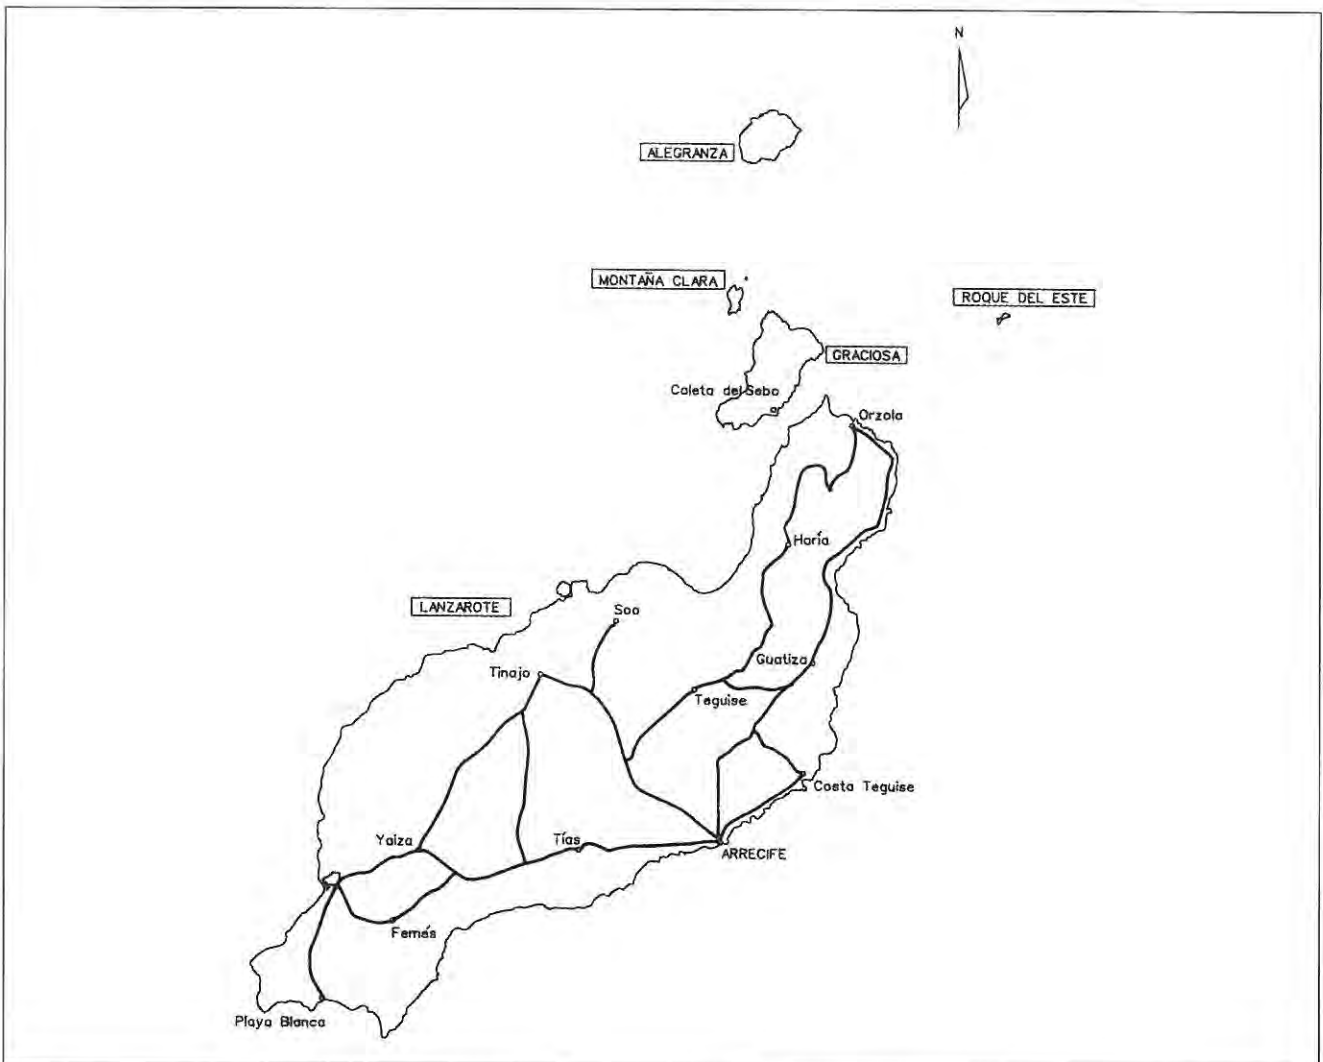 N
ALEGRANZA
MONTAÑA CLARA
ROQUE DEL ESTE
GRACIOSA
Caleta del Sebo
Orzola
Haría
LANZAROTE
Soo
Guatiza
Tinajo
Teguise
Costa Teguise
Yaiza
Tías
ARRECIFE
Femés
Playa Blanca